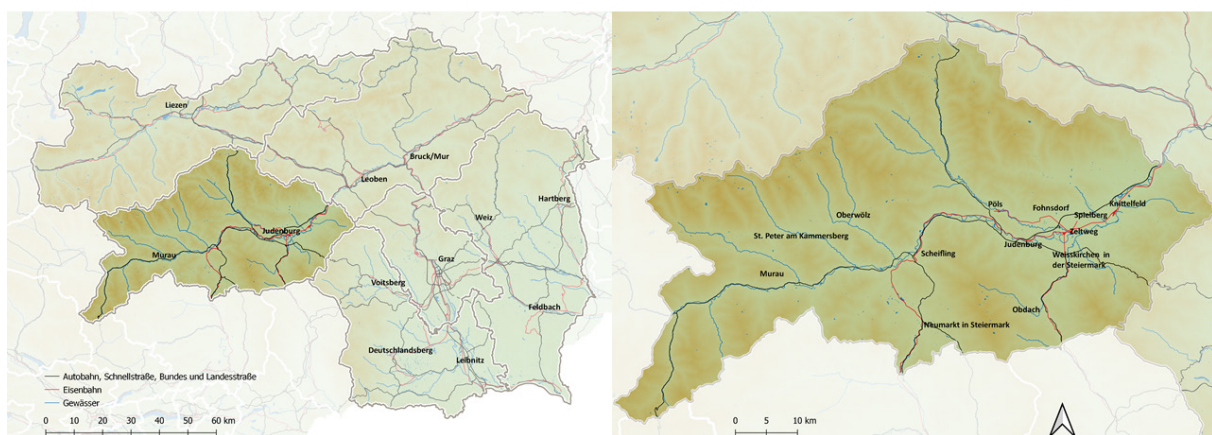 Liezen
Bruck/Mur
Leoben
Hartberg
Weiz
Judenburg
Murau
Graz
Voitsberg
Feldbach
Deutschlandsberg
Leibnitz
Autobahn, Schnellstraße, Bundes und Landesstraße
Eisenbahn
Gewässer
0 10 20 30 40 50 60 km
Pöls
Fohnsdorf
Knittelfeld
Spielberg
Oberwölz
Zeltweg
St. Peter am Kammersberg
Judenburg
Scheifling
Weisskirchen in
der Steiermark
Murau
Obdach
Neumarkt in Steiermark
0 5 10 km